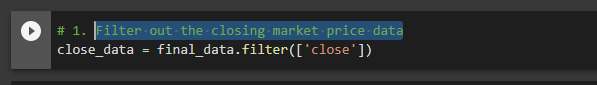 # 1. Filter out the closing market price data
close_data = final_data.filter(['close'])